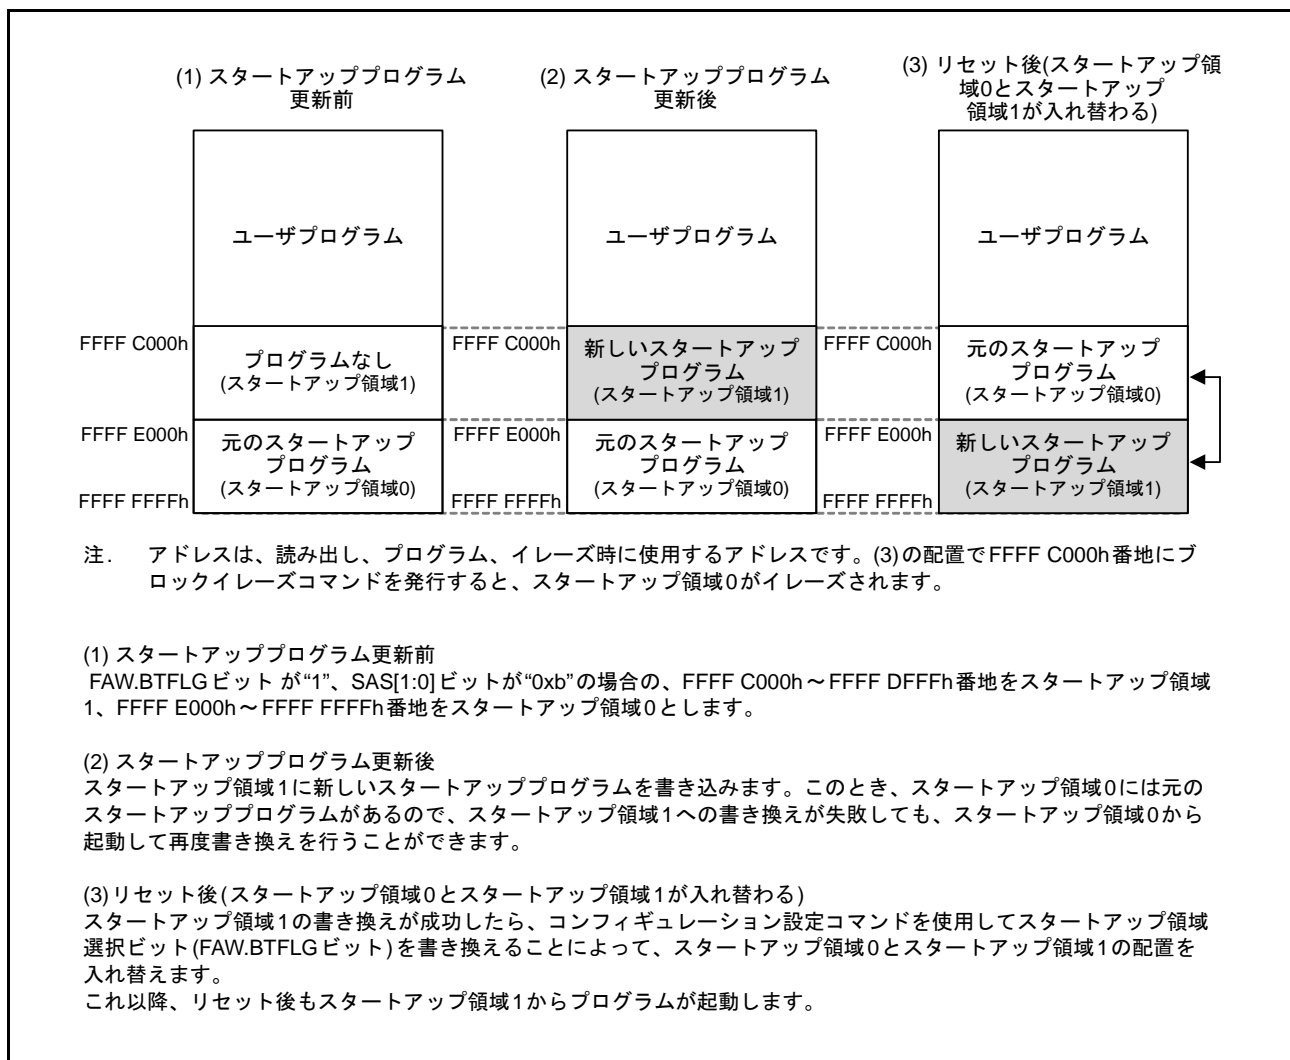 (1) スタートアッププログラム
更新前
(2) スタートアッププログラム
更新後
(3) リセット後(スタートアップ領
域0とスタートアップ
領域1が入れ替わる)
ユーザプログラム
ユーザプログラム
ユーザプログラム
FFFF C000h
プログラムなし
(スタートアップ領域1)
FFFF C000h
新しいスタートアップ
プログラム
(スタートアップ領域1)
FFFF C000h
元のスタートアップ
プログラム
(スタートアップ領域0)
FFFF E000h
元のスタートアップ
プログラム
(スタートアップ領域0)
FFFF FFFFh
FFFF E000h
元のスタートアップ
プログラム
(スタートアップ領域0)
FFFF FFFFh
FFFF E000h
新しいスタートアップ
プログラム
(スタートアップ領域1)
FFFF FFFFh
注. アドレスは、読み出し、プログラム、イレーズ時に使用するアドレスです。(3)の配置でFFFF C000h番地にブ
ロックイレーズコマンドを発行すると、スタートアップ領域0がイレーズされます。
(1) スタートアッププログラム更新前
FAW.BTFLGビット が“1”、SAS[1:0]ビットが“0xb”の場合の、FFFF C000h～FFFF DFFFh番地をスタートアップ領域
1、FFFF E000h～FFFF FFFFh番地をスタートアップ領域0とします。
(2) スタートアッププログラム更新後
スタートアップ領域1に新しいスタートアッププログラムを書き込みます。このとき、スタートアップ領域0には元の
スタートアッププログラムがあるので、スタートアップ領域1への書き換えが失敗しても、スタートアップ領域0から
起動して再度書き換えを行うことができます。
(3)リセット後(スタートアップ領域0とスタートアップ領域1が入れ替わる)
スタートアップ領域1の書き換えが成功したら、コンフィギュレーション設定コマンドを使用してスタートアップ領域
選択ビット(FAW.BTFLGビット)を書き換えることによって、スタートアップ領域0とスタートアップ領域1の配置を
入れ替えます。
これ以降、リセット後もスタートアップ領域1からプログラムが起動します。